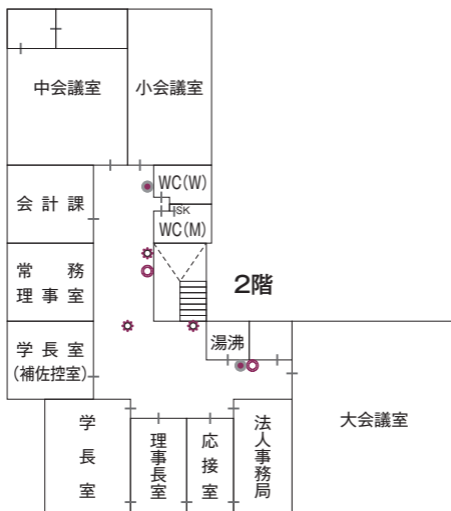 中会議室
小会議室
WC(W)
SK
WC(M)
会計課
常務
理事室
2階
学長室
(補佐控室)
湯沸
学長室
理事長室
応接室
法人事務局
大会議室